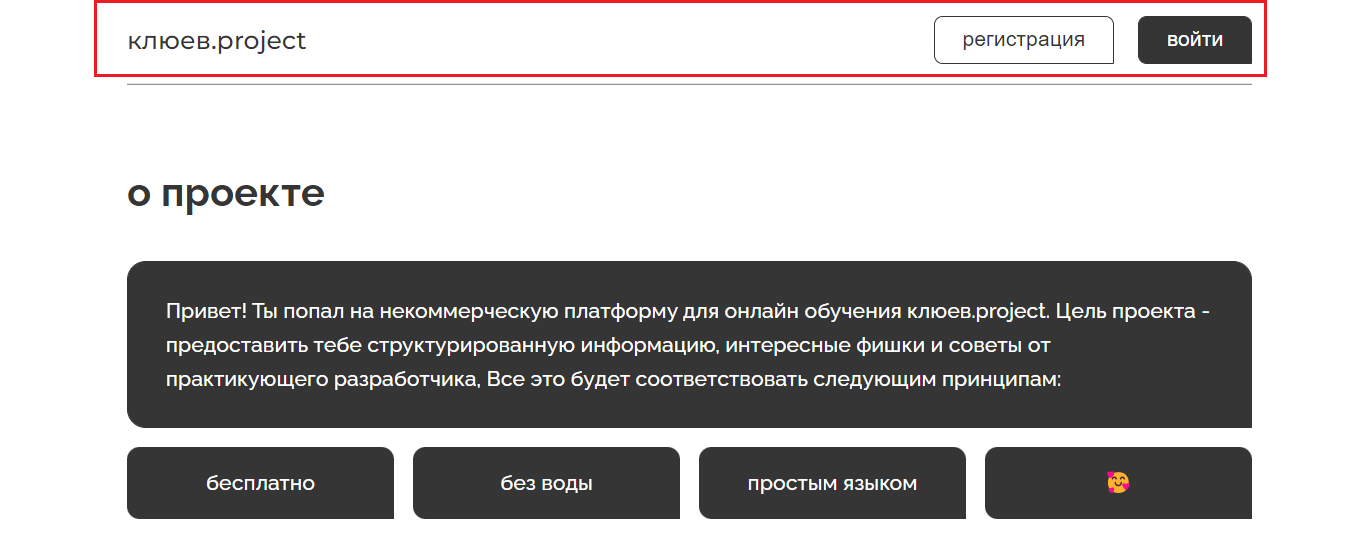 клюев.project
регистрация
войти
о проекте
Привет! Ты попал на некоммерческую платформу для онлайн обучения клюев.project. Цель проекта -
предоставить тебе структурированную информацию, интересные фишки и советы от
практикующего разработчика, Все это будет соответствовать следующим принципам:
бесплатно
без воды
простым языком
🥰